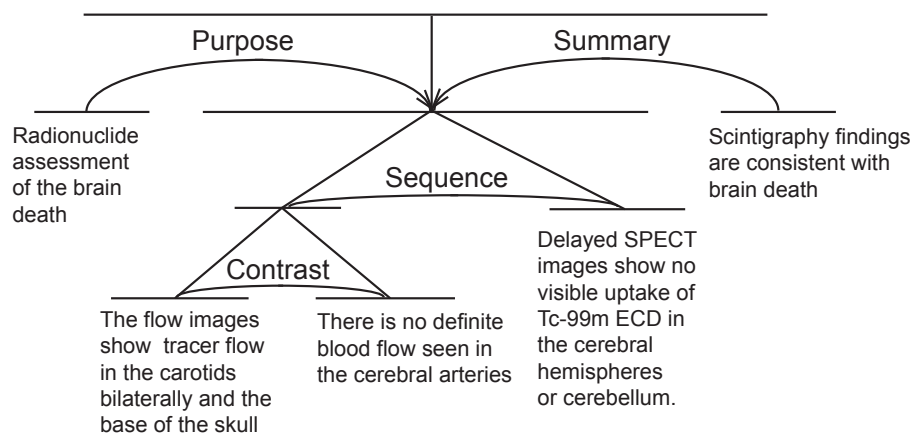 Purpose
Summary
Radionuclide
assessment
of the brain
death
Scintigraphy findings
are consistent with
brain death
Sequence
Contrast
The flow images
show tracer flow
in the carotids
bilaterally and the
base of the skull
There is no definite
blood flow seen in
the cerebral arteries
Delayed SPECT
images show no
visible uptake of
Tc-99m ECD in
the cerebral
hemispheres
or cerebellum.